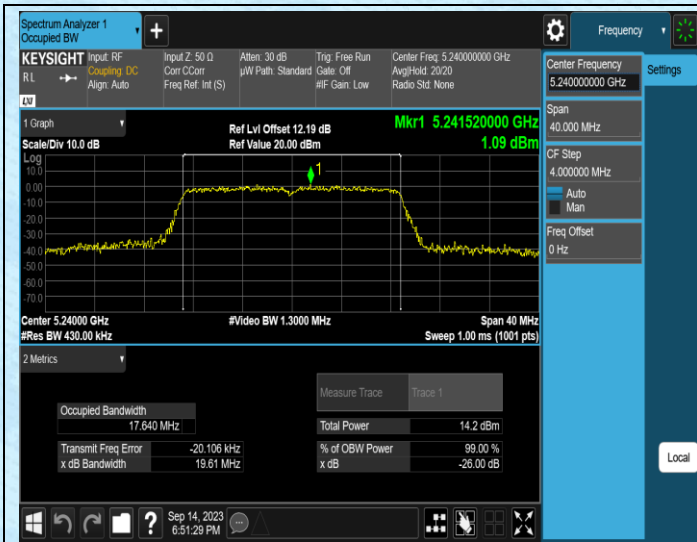 Spectrum Analyzer 1
Occupied BW
+
Frequency
KEYSIGHT
RL
LXI
Input: RF
Coupling: DC
Align: Auto
Input Z: 50 Ω
Corr CCorr
Freq Ref: Int (S)
Atten: 30 dB
µW Path: Standard
Trig: Free Run
Gate: Off
#IF Gain: Low
Center Freq: 5.240000000 GHz
Avg|Hold: 20/20
Radio Std: None
Center Frequency
5.240000000 GHz
Settings
Span
40.000 MHz
CF Step
4.000000 MHz
Auto
Man
Freq Offset
0 Hz
Local
1 Graph
Scale/Div 10.0 dB
Ref Lvl Offset 12.19 dB
Ref Value 20.00 dBm
Mkr1 5.241520000 GHz
1.09 dBm
Log
10.0
0.00
-10.0
-20.0
-30.0
-40.0
-50.0
-60.0
-70.0
1
Center 5.24000 GHz
#Res BW 430.00 kHz
#Video BW 1.3000 MHz
Span 40 MHz
Sweep 1.00 ms (1001 pts)
2 Metrics
Measure Trace Trace 1
Occupied Bandwidth
17.640 MHz
Total Power 14.2 dBm
Transmit Freq Error -20.106 kHz
% of OBW Power 99.00 %
x dB Bandwidth 19.61 MHz
x dB -26.00 dB
?
Sep 14, 2023
6:51:29 PM